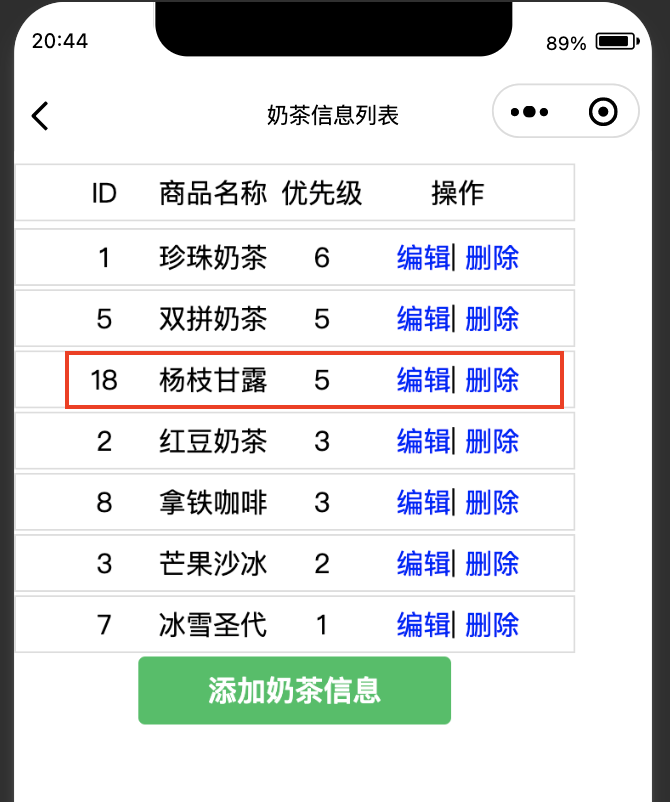 20:44 89%
奶茶信息列表
ID 商品名称 优先级 操作
1 珍珠奶茶 6 编辑| 删除
5 双拼奶茶 5 编辑| 删除
18 杨枝甘露 5 编辑| 删除
2 红豆奶茶 3 编辑| 删除
8 拿铁咖啡 3 编辑| 删除
3 芒果沙冰 2 编辑| 删除
7 冰雪圣代 1 编辑| 删除
添加奶茶信息